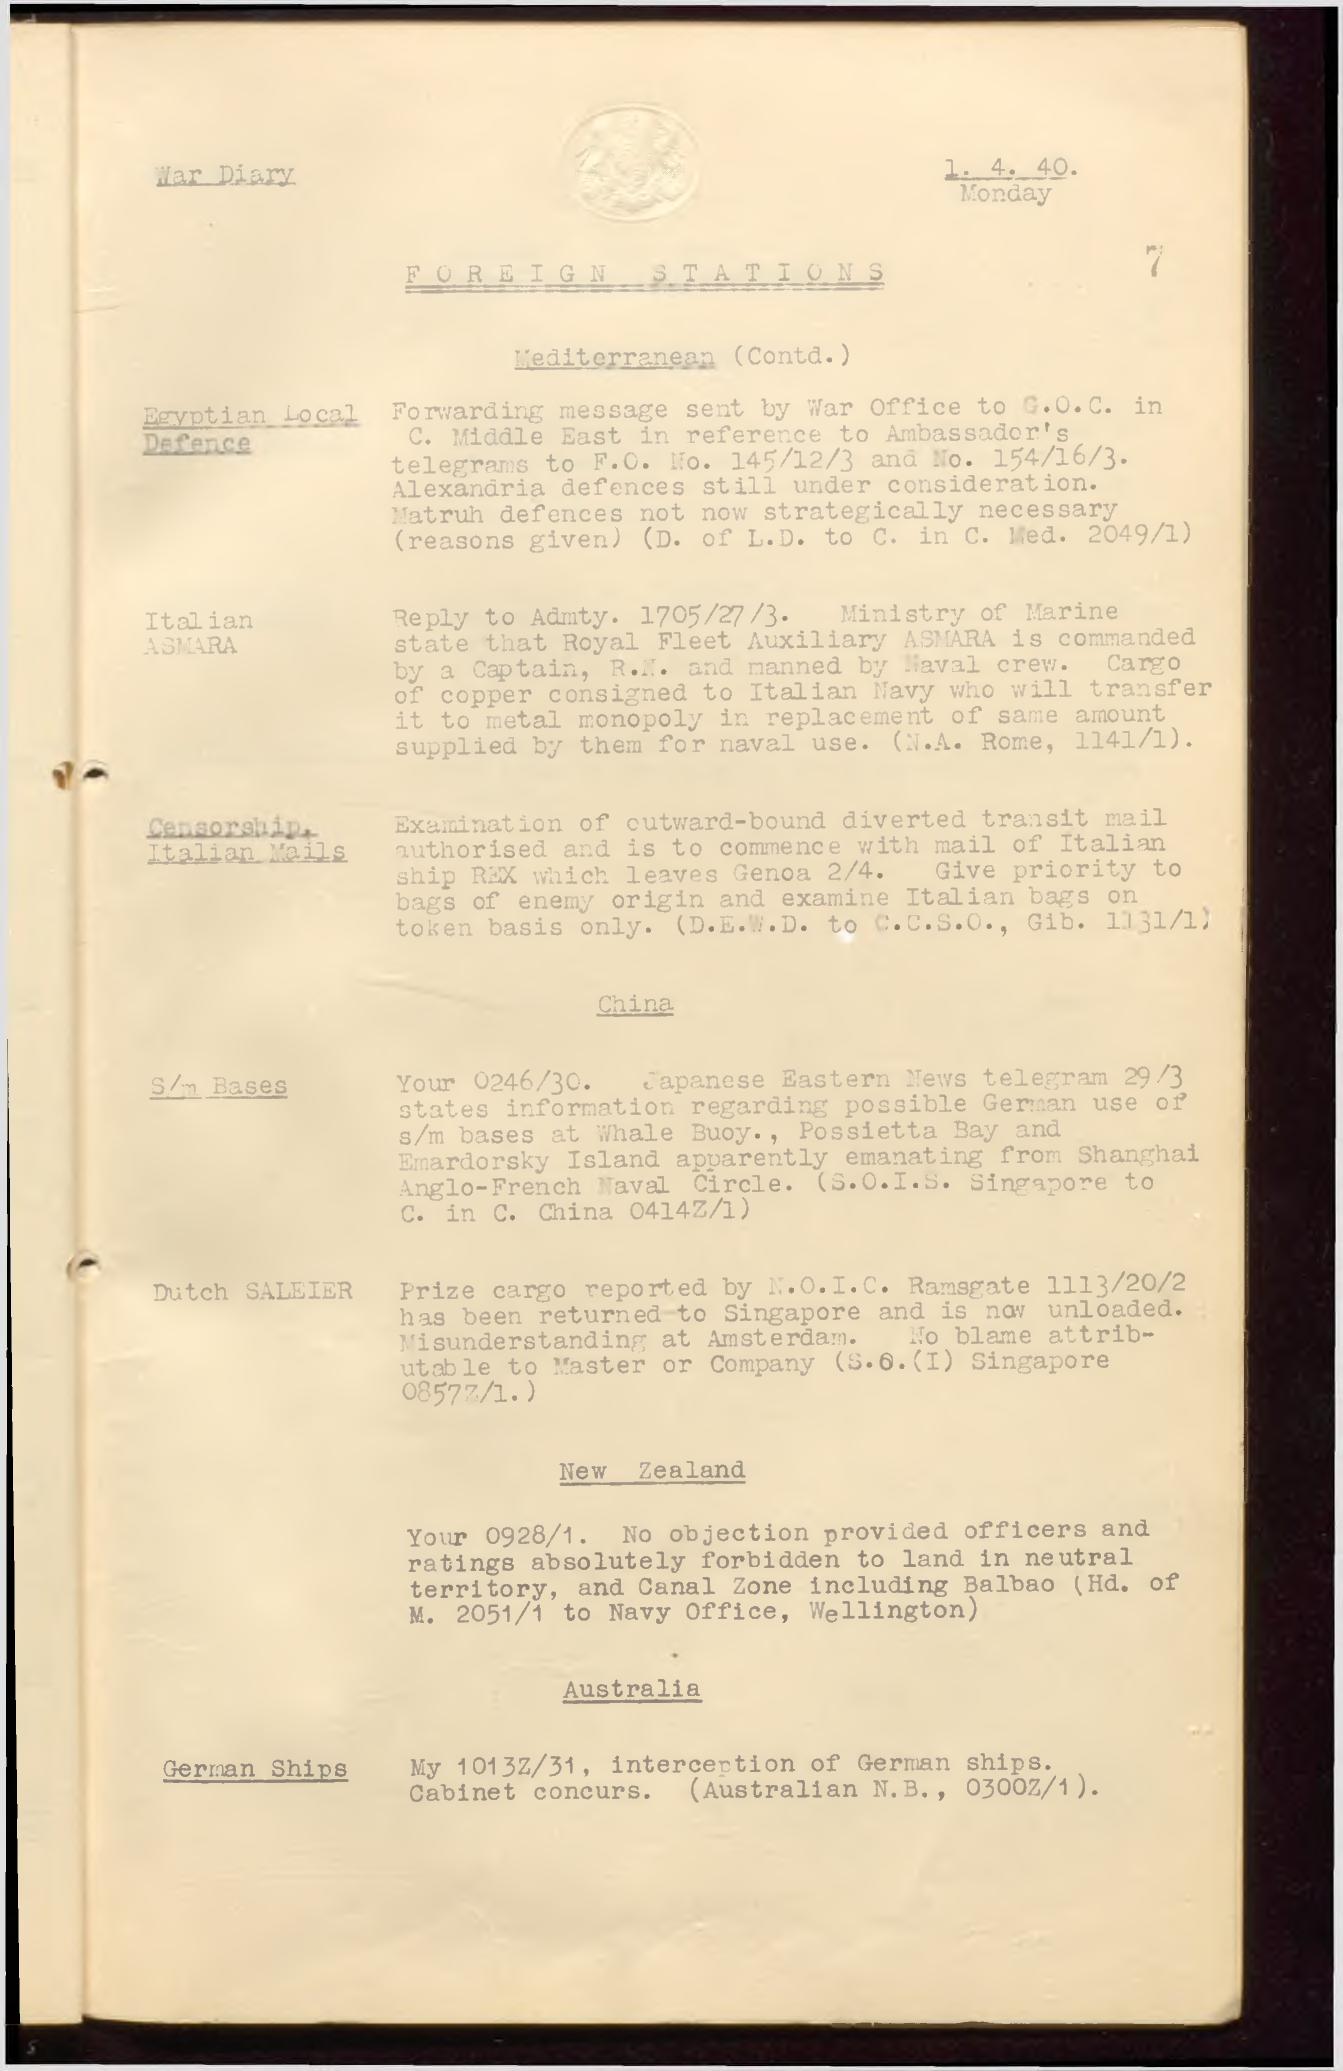 War Diary
1. 4. 40.
Monday
7
FOREIGN STATIONS
Mediterranean (Contd.)
Egyptian Local
Defence
Forwarding message sent by War Office to G.O.C. in
C. Middle East in reference to Ambassador's
telegrams to F.O. No. 145/12/3 and No. 154/16/3.
Alexandria defences still under consideration.
Matruh defences not now strategically necessary
(reasons given) (D. of L.D. to C. in C. Med. 2049/1)
Italian
ASMARA
Reply to Admty. 1705/27/3. Ministry of Marine
state that Royal Fleet Auxiliary ASMARA is commanded
by a Captain, R.N. and manned by Naval crew. Cargo
of copper consigned to Italian Navy who will transfer
it to metal monopoly in replacement of same amount
supplied by them for naval use. (N.A. Rome, 1141/1).
Censorship,
Italian Mails
Examination of outward-bound diverted transit mail
authorised and is to commence with mail of Italian
ship REX which leaves Genoa 2/4. Give priority to
bags of enemy origin and examine Italian bags on
token basis only. (D.E.W.D. to C.C.S.O., Gib. 1131/1)
China
S/m Bases
Your 0246/30. Japanese Eastern News telegram 29/3
states information regarding possible German use of
s/m bases at Whale Buoy., Possietta Bay and
Emardorsky Island apparently emanating from Shanghai
Anglo-French Naval Circle. (S.O.I.S. Singapore to
C. in C. China 0414Z/1)
Dutch SALEIER
Prize cargo reported by N.O.I.C. Ramsgate 1113/20/2
has been returned to Singapore and is now unloaded.
Misunderstanding at Amsterdam. No blame attrib-
utable to Master or Company (S.O.(I) Singapore
0857Z/1.)
New Zealand
Your 0928/1. No objection provided officers and
ratings absolutely forbidden to land in neutral
territory, and Canal Zone including Balbao (Hd. of
M. 2051/1 to Navy Office, Wellington)
Australia
German Ships
My 1013Z/31, interception of German ships.
Cabinet concurs. (Australian N.B., 0300Z/1).